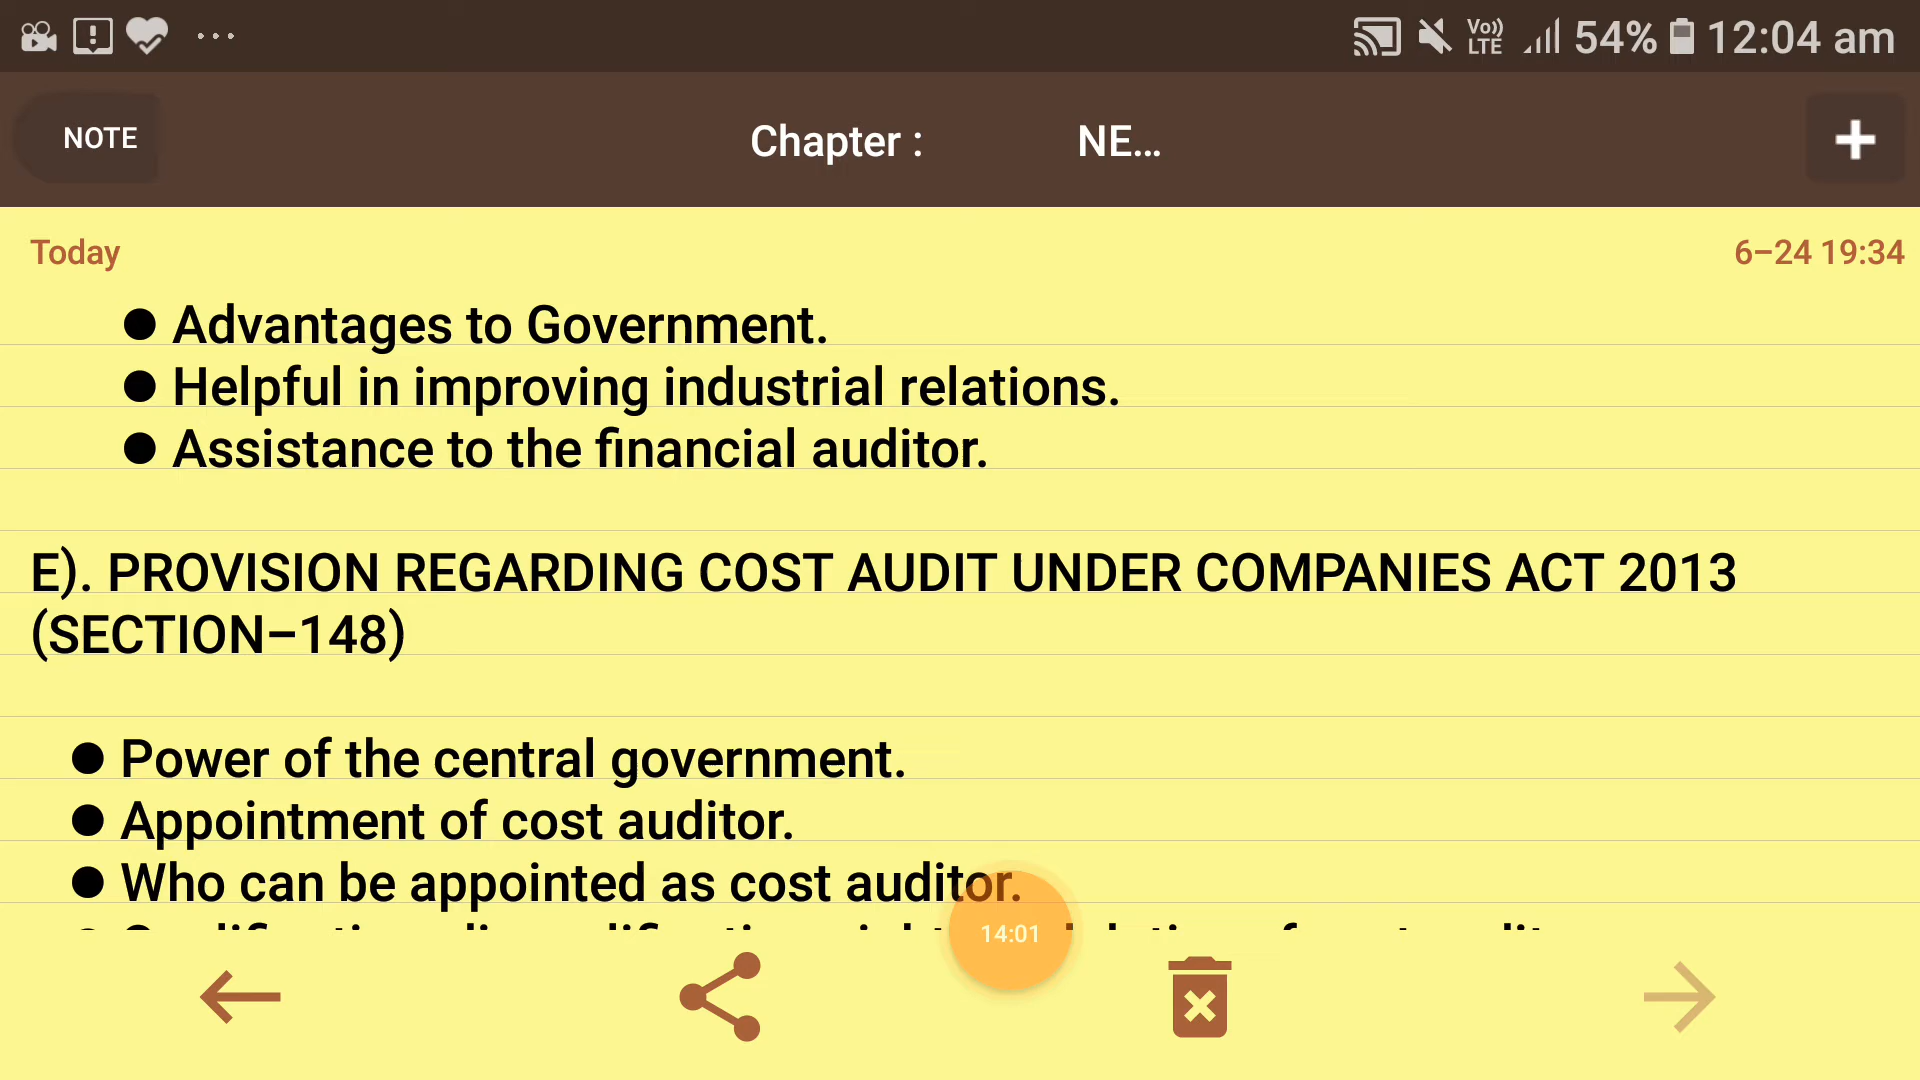 Vo))
LTE
54%
12:04 am
NOTE
Chapter :
NE...
Today
6–24 19:34
● Advantages to Government.
● Helpful in improving industrial relations.
● Assistance to the financial auditor.
E). PROVISION REGARDING COST AUDIT UNDER COMPANIES ACT 2013
(SECTION–148)
● Power of the central government.
● Appointment of cost auditor.
● Who can be appointed as cost auditor.
14:01